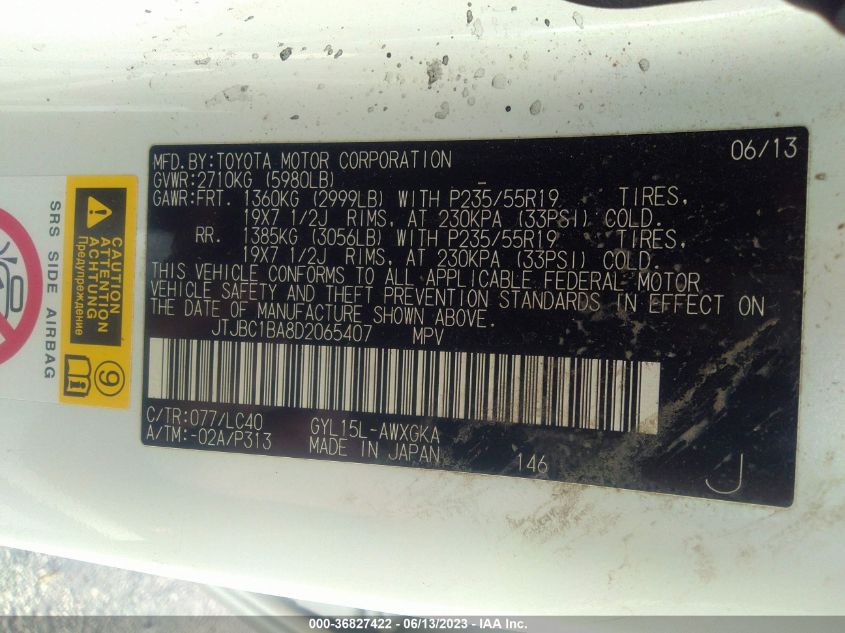 MFD.BY:TOYOTA MOTOR CORPORATION 06/13
GVWR:2710KG (5980LB) -
GAWR:FRT. 1360KG (2999LB) WITH P235/55R19 TIRES,
19X7 1/2J RIMS, AT 230KPA (33PSI) COLD.
RR. 1385KG (3056LB) WITH P235/55R19 TIRES,
19X7 1/2J RIMS, AT 230KPA (33PSI) COLD.
THIS VEHICLE CONFORMS TO ALL APPLICABLE FEDERAL MOTOR
VEHICLE SAFETY AND THEFT PREVENTION STANDARDS IN EFFECT ON
THE DATE OF MANUFACTURE SHOWN ABOVE.
JTJBC1BA8D2065407 MPV
C/TR:077/LC40 GYL15L-AWXGKA
A/TM:-02A/P313 MADE IN JAPAN 146 J
SRS SIDE AIRBAG
CAUTION
ATTENTION
ACHTUNG
Предупреждение
9
000-36827422 - 06/13/2023 - IAA Inc.